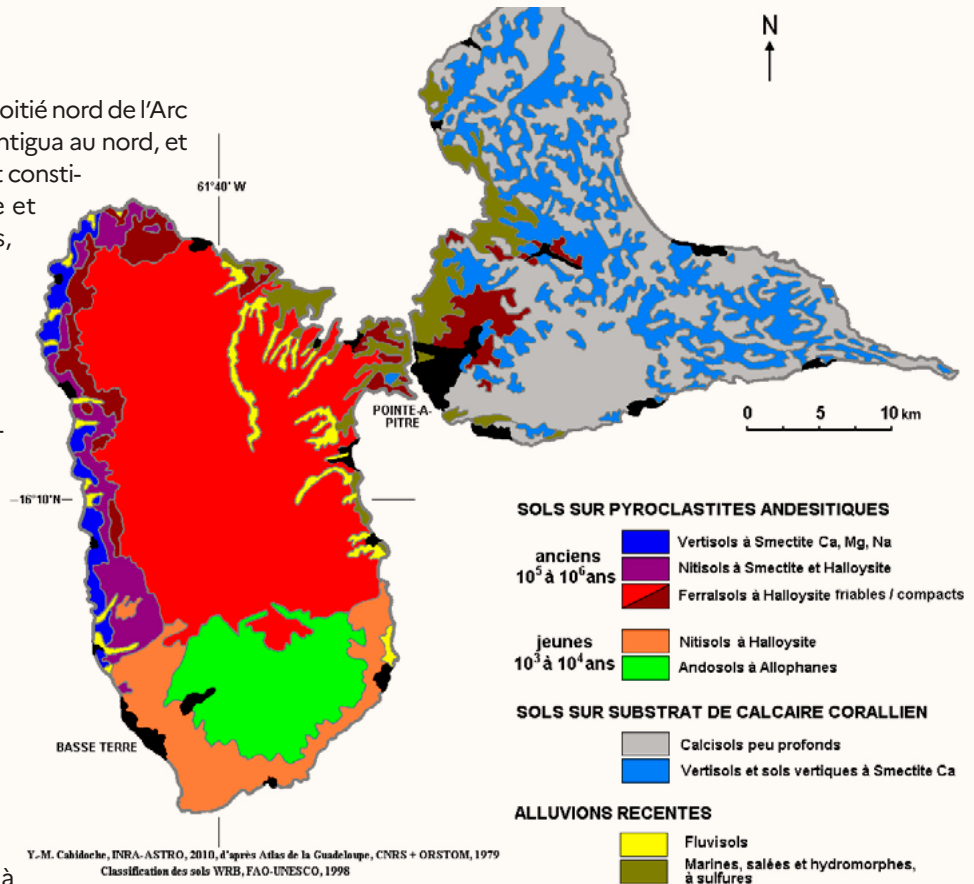 oitié nord de l'Arc
ntigua au nord, et
t consti-
e et
s,
-
à
N
61°40' W
POINTE-A-
PITRE
0 5 10 km
16°10'N
BASSE TERRE
SOLS SUR PYROCLASTITES ANDESITIQUES
anciens
10⁵ à 10⁶ ans
Vertisols à Smectite Ca, Mg, Na
Nitisols à Smectite et Halloysite
Ferralsols à Halloysite friables / compacts
jeunes
10³ à 10⁴ ans
Nitisols à Halloysite
Andosols à Allophanes
SOLS SUR SUBSTRAT DE CALCAIRE CORALLIEN
Calcisols peu profonds
Vertisols et sols vertiques à Smectite Ca
ALLUVIONS RECENTES
Fluvisols
Marines, salées et hydromorphes,
à sulfures
Y.-M. Cabidoche, INRA-ASTRO, 2010, d'après Atlas de la Guadeloupe, CNRS + ORSTOM, 1979
Classification des sols WRB, FAO-UNESCO, 1998